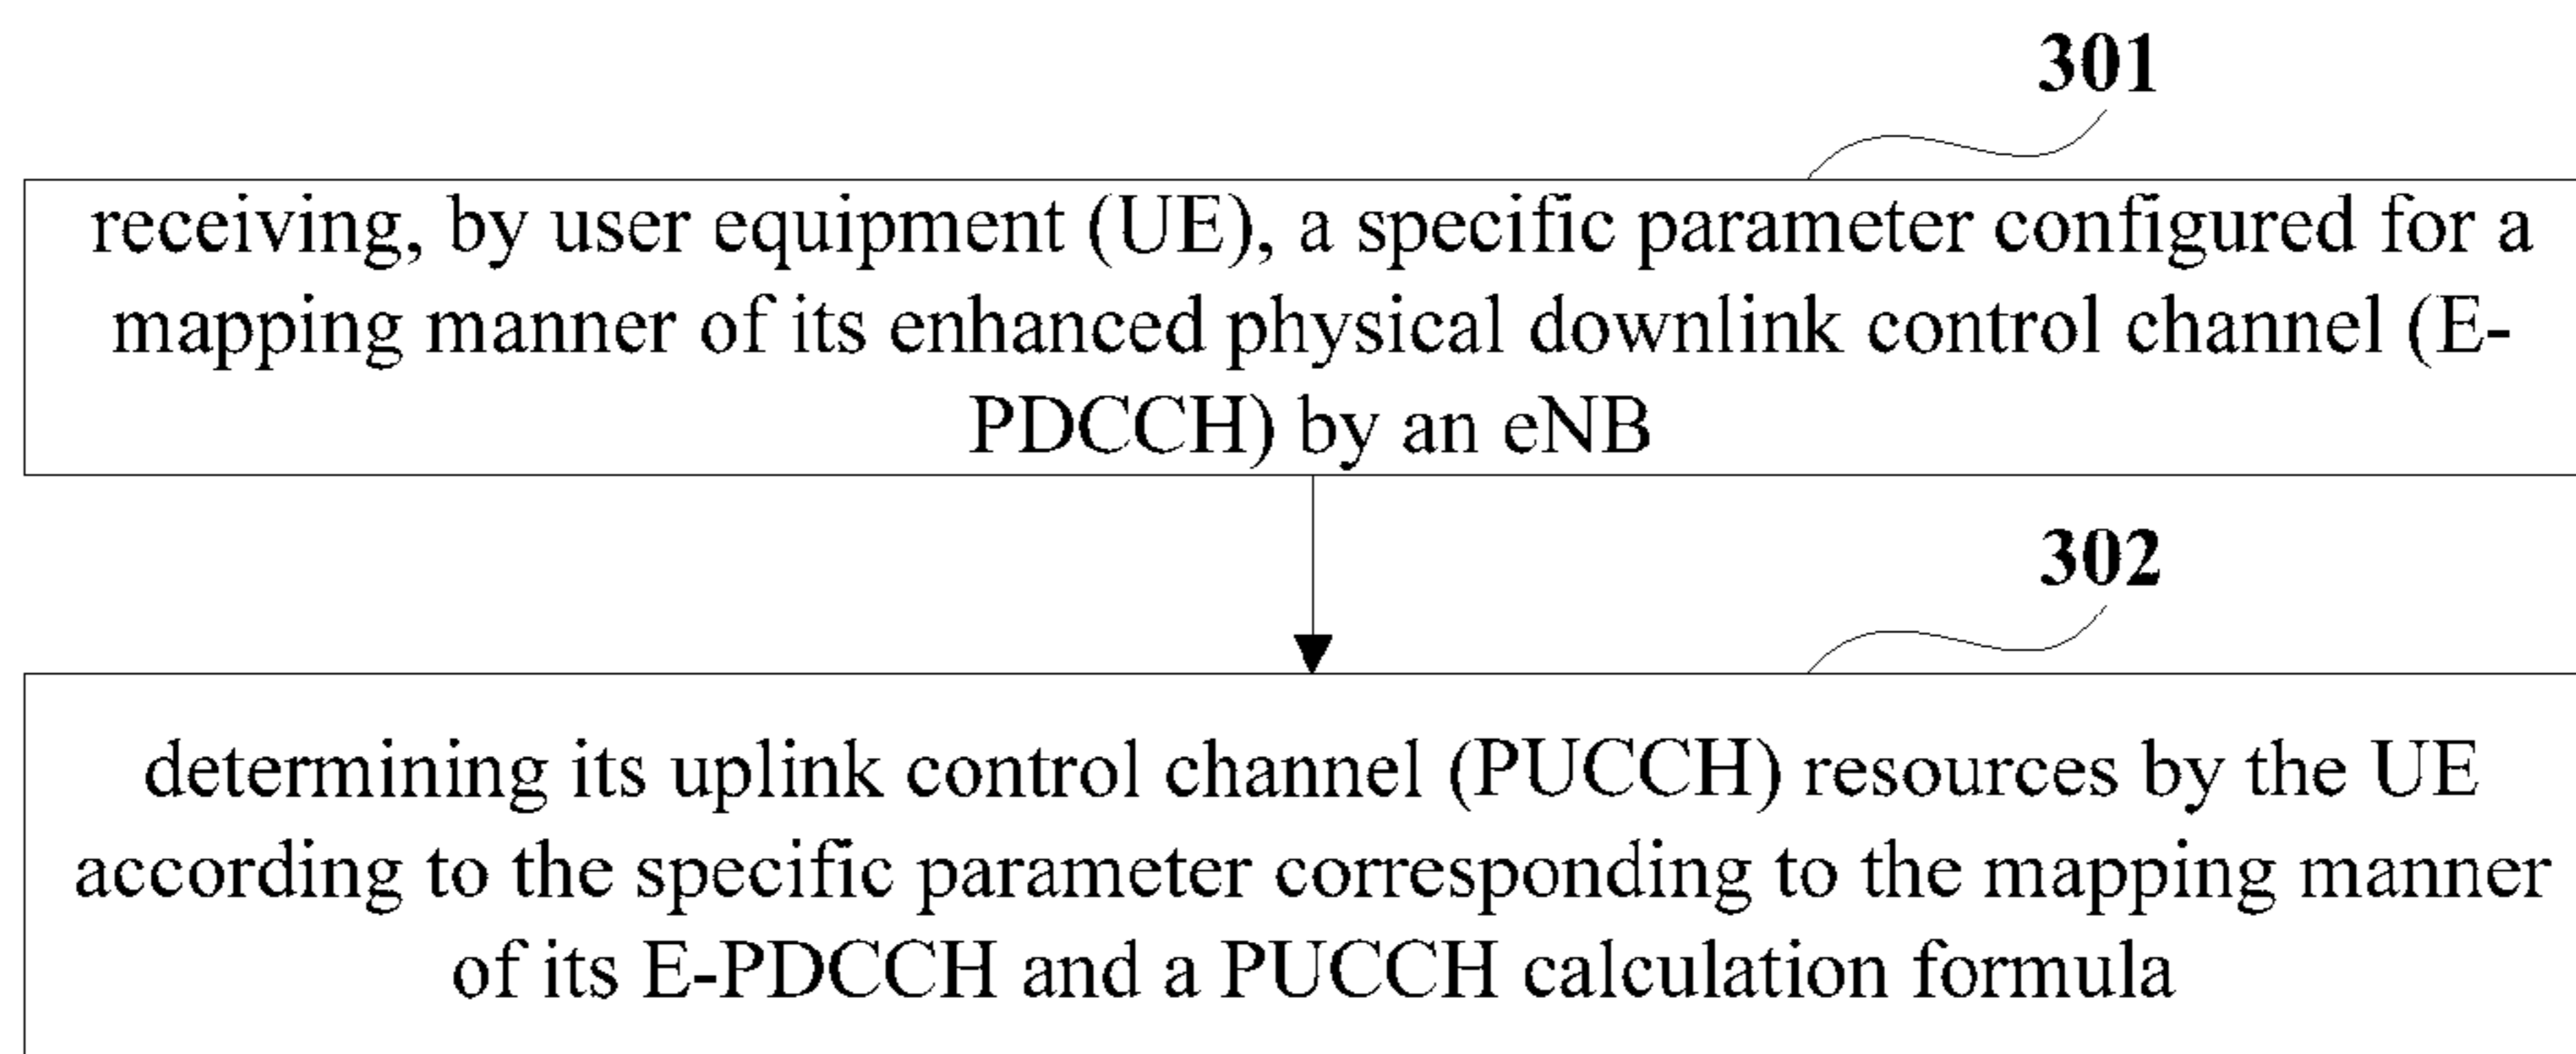 301
receiving, by user equipment (UE), a specific parameter configured for a
mapping manner of its enhanced physical downlink control channel (E-
PDCCH) by an eNB
302
determining its uplink control channel (PUCCH) resources by the UE
according to the specific parameter corresponding to the mapping manner
of its E-PDCCH and a PUCCH calculation formula